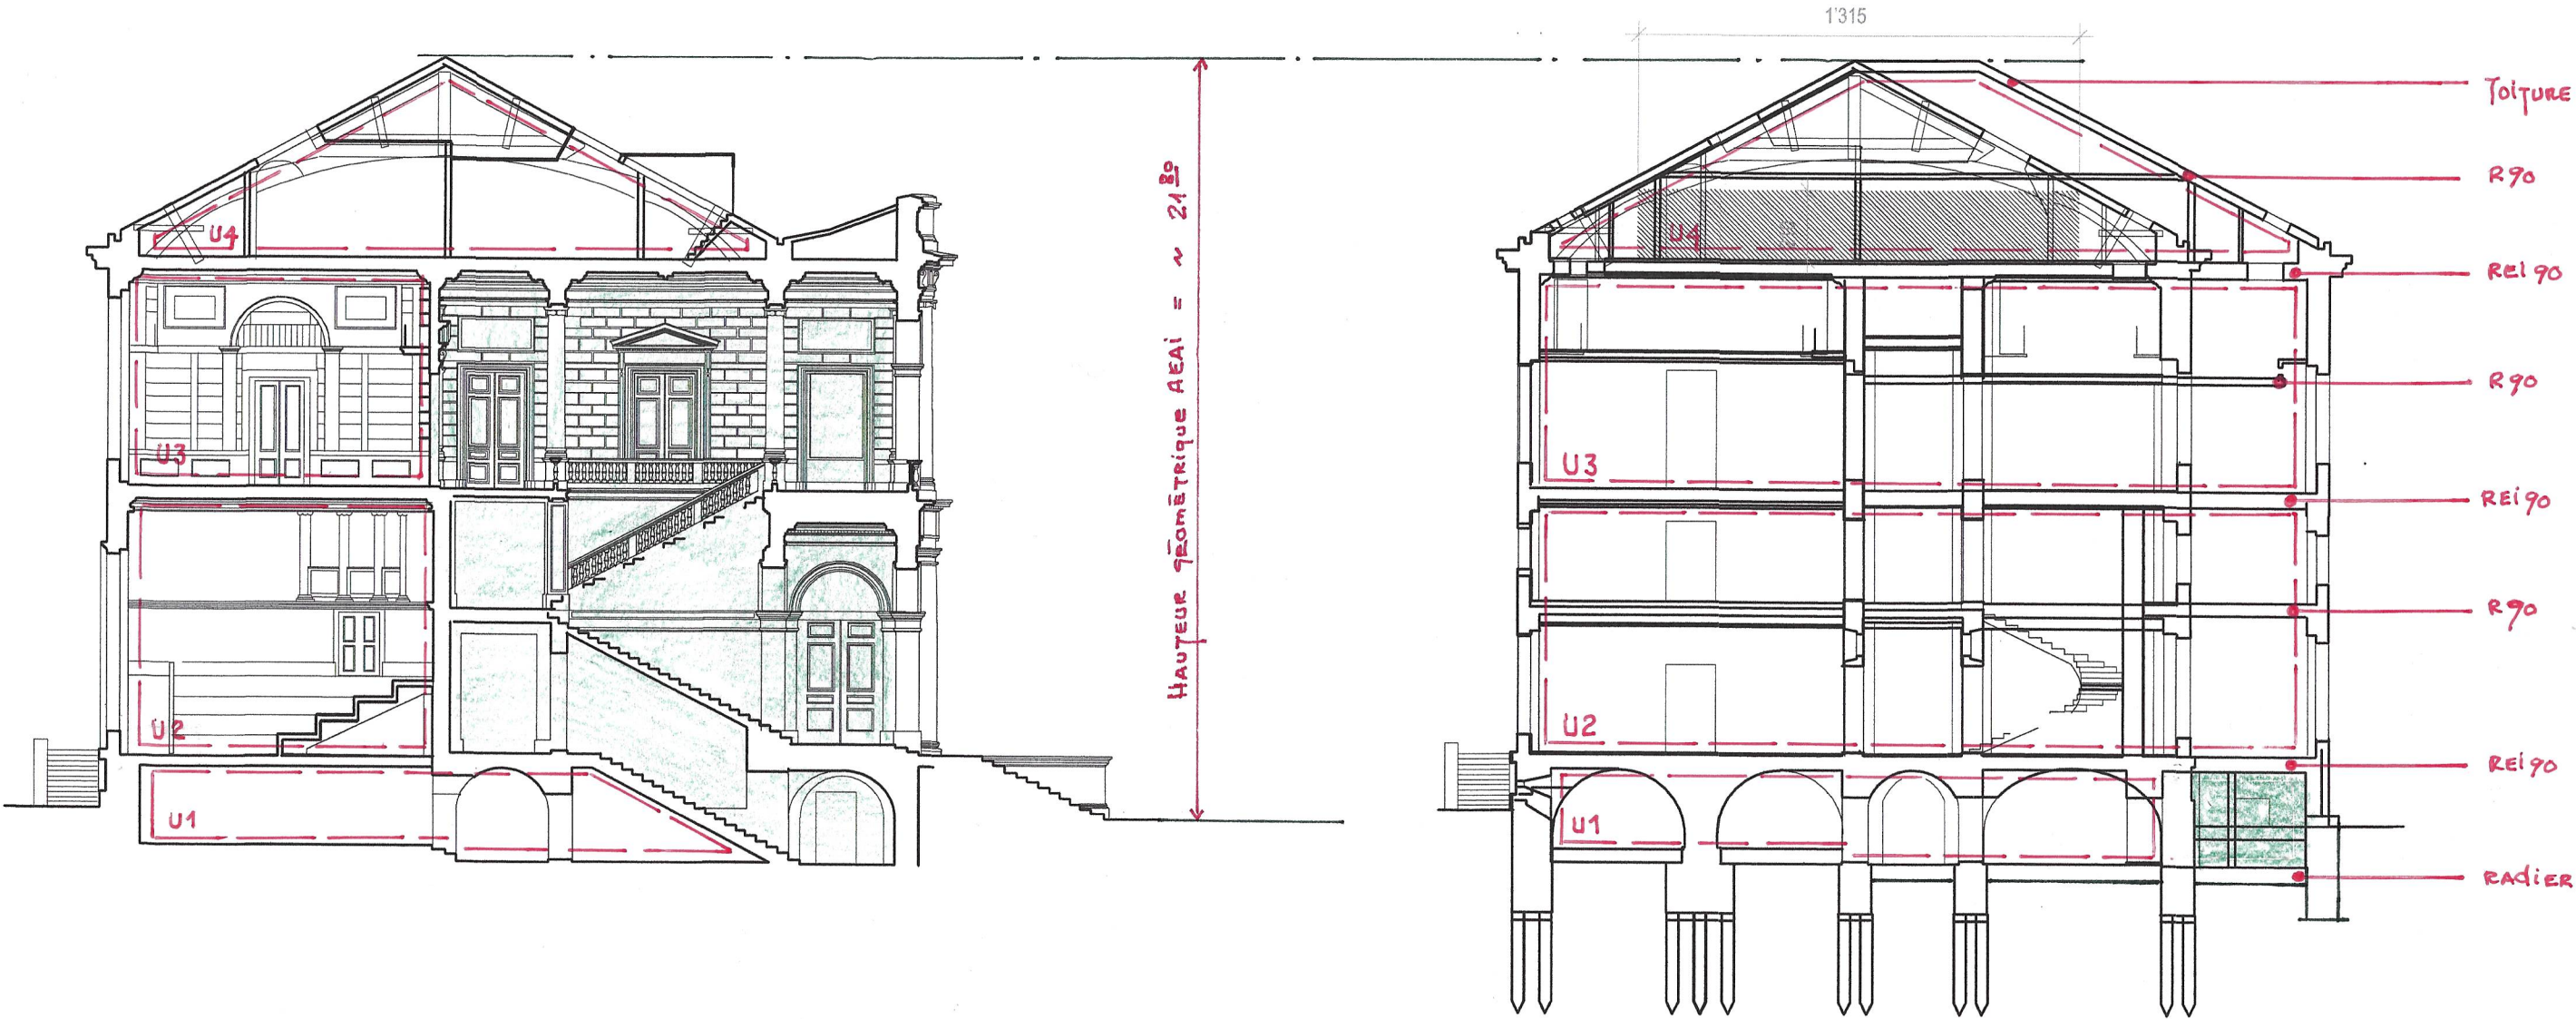 1'315
TOiTURE
R90
REi90
R90
REi90
R90
REi90
RADiER
HAUTEUR GÉOMÉTRIQUE AEAi = ~ 21 80
U4
U3
U2
U1
U4
U3
U2
U1